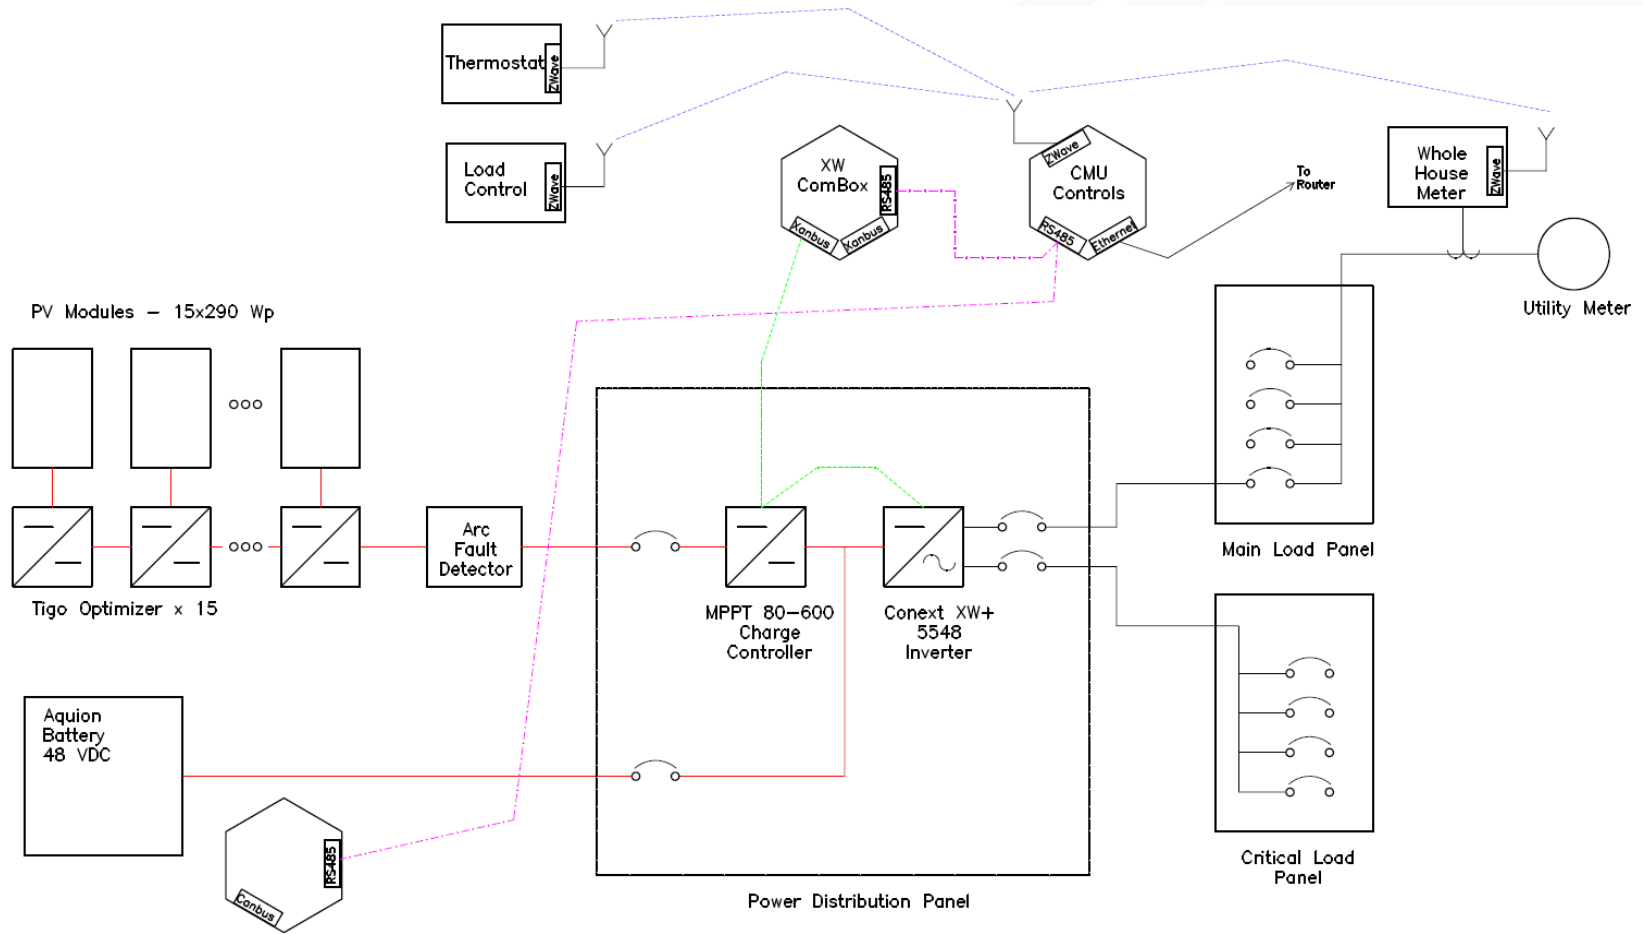 Thermostat
ZWave
Load
Control
ZWave
XW
ComBox
RS485
Xanbus
Xanbus
ZWave
CMU
Controls
RS485
Ethernet
To
Router
Whole
House
Meter
ZWave
Utility Meter
PV Modules - 15x290 Wp
Arc
Fault
Detector
Tigo Optimizer x 15
MPPT 80-600
Charge
Controller
Conext XW+
5548
Inverter
Main Load Panel
Aquion
Battery
48 VDC
RS485
Canbus
Critical Load
Panel
Power Distribution Panel